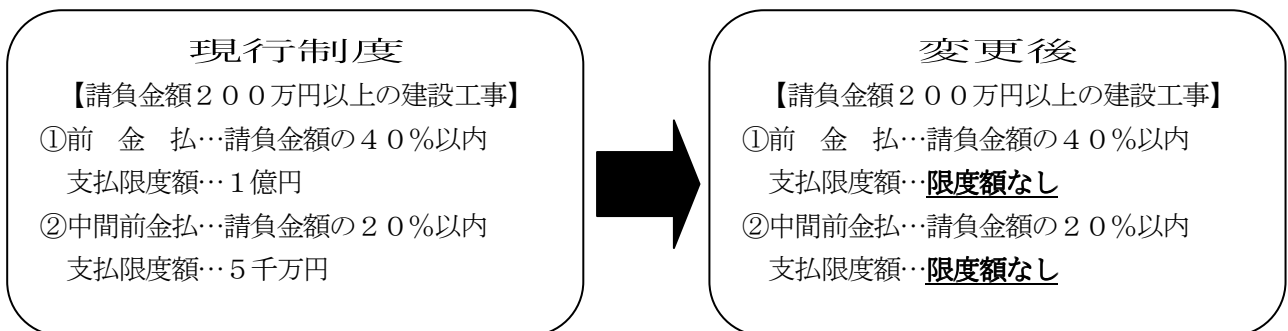 現行制度
【請負金額２００万円以上の建設工事】
①前　金　払…請負金額の４０％以内
支払限度額…１億円
②中間前金払…請負金額の２０％以内
支払限度額…５千万円
変更後
【請負金額２００万円以上の建設工事】
①前　金　払…請負金額の４０％以内
支払限度額…限度額なし
②中間前金払…請負金額の２０％以内
支払限度額…限度額なし